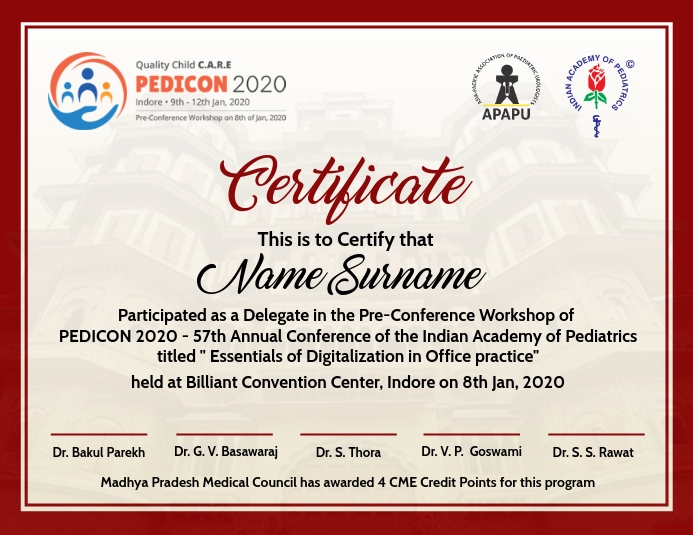 Quality Child C.A.R.E
PEDICON 2020
Indore • 9th - 12th Jan, 2020
Pre-Conference Workshop on 8th of Jan, 2020
ASIA-PACIFIC ASSOCIATION OF PAEDIATRIC UROLOGISTS
APAPU
INDIAN ACADEMY OF PEDIATRICS
©
Certificate
This is to Certify that
Name Surname
Participated as a Delegate in the Pre-Conference Workshop of
PEDICON 2020 - 57th Annual Conference of the Indian Academy of Pediatrics
titled " Essentials of Digitalization in Office practice"
held at Billiant Convention Center, Indore on 8th Jan, 2020
Dr. Bakul Parekh
Dr. G. V. Basawaraj
Dr. S. Thora
Dr. V. P. Goswami
Dr. S. S. Rawat
Madhya Pradesh Medical Council has awarded 4 CME Credit Points for this program